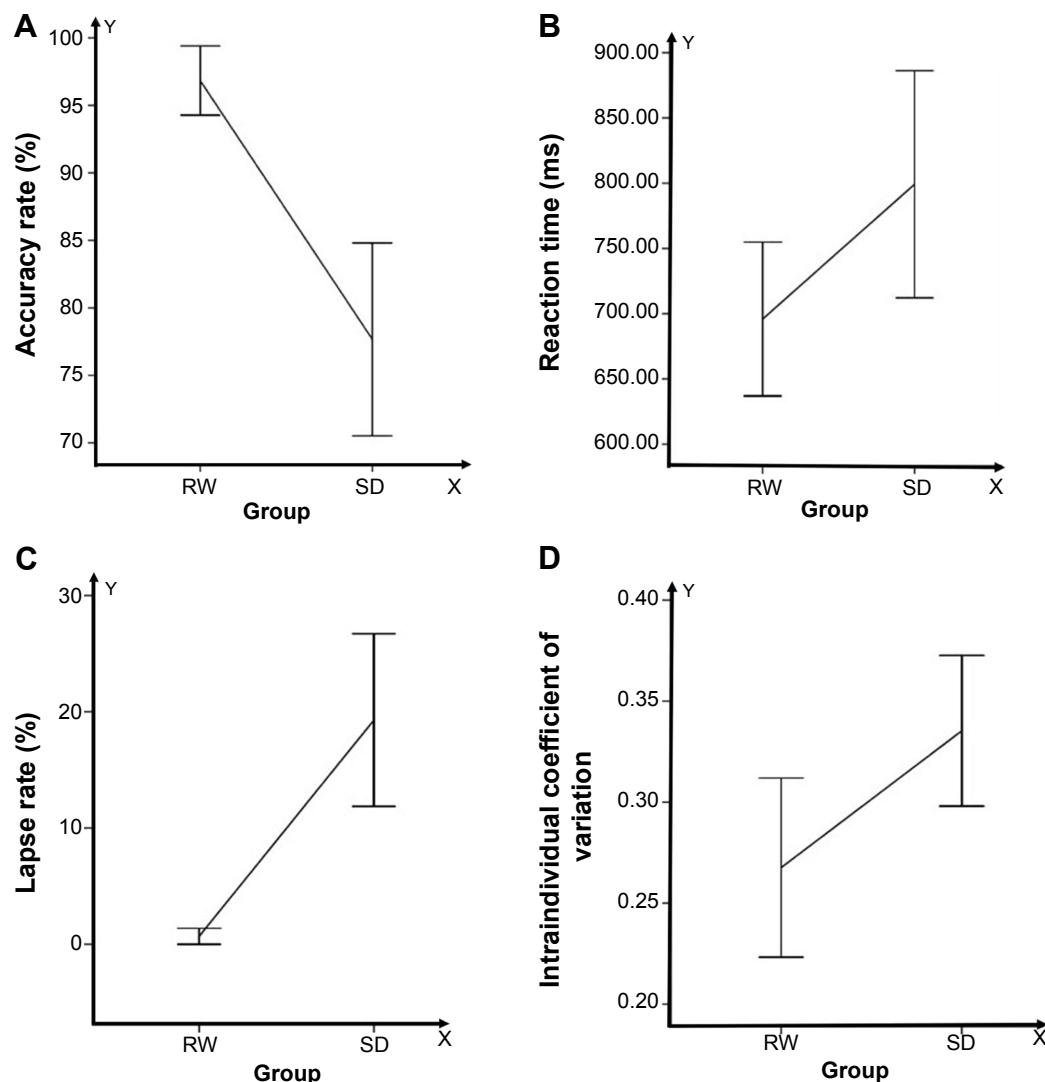 A
Y
Accuracy rate (%)
100
95
90
85
80
75
70
RW
SD
X
Group
B
Y
Reaction time (ms)
900.00
850.00
800.00
750.00
700.00
650.00
600.00
RW
SD
X
Group
C
Y
Lapse rate (%)
30
20
10
0
RW
SD
X
Group
D
Y
Intraindividual coefficient of
variation
0.40
0.35
0.30
0.25
0.20
RW
SD
X
Group